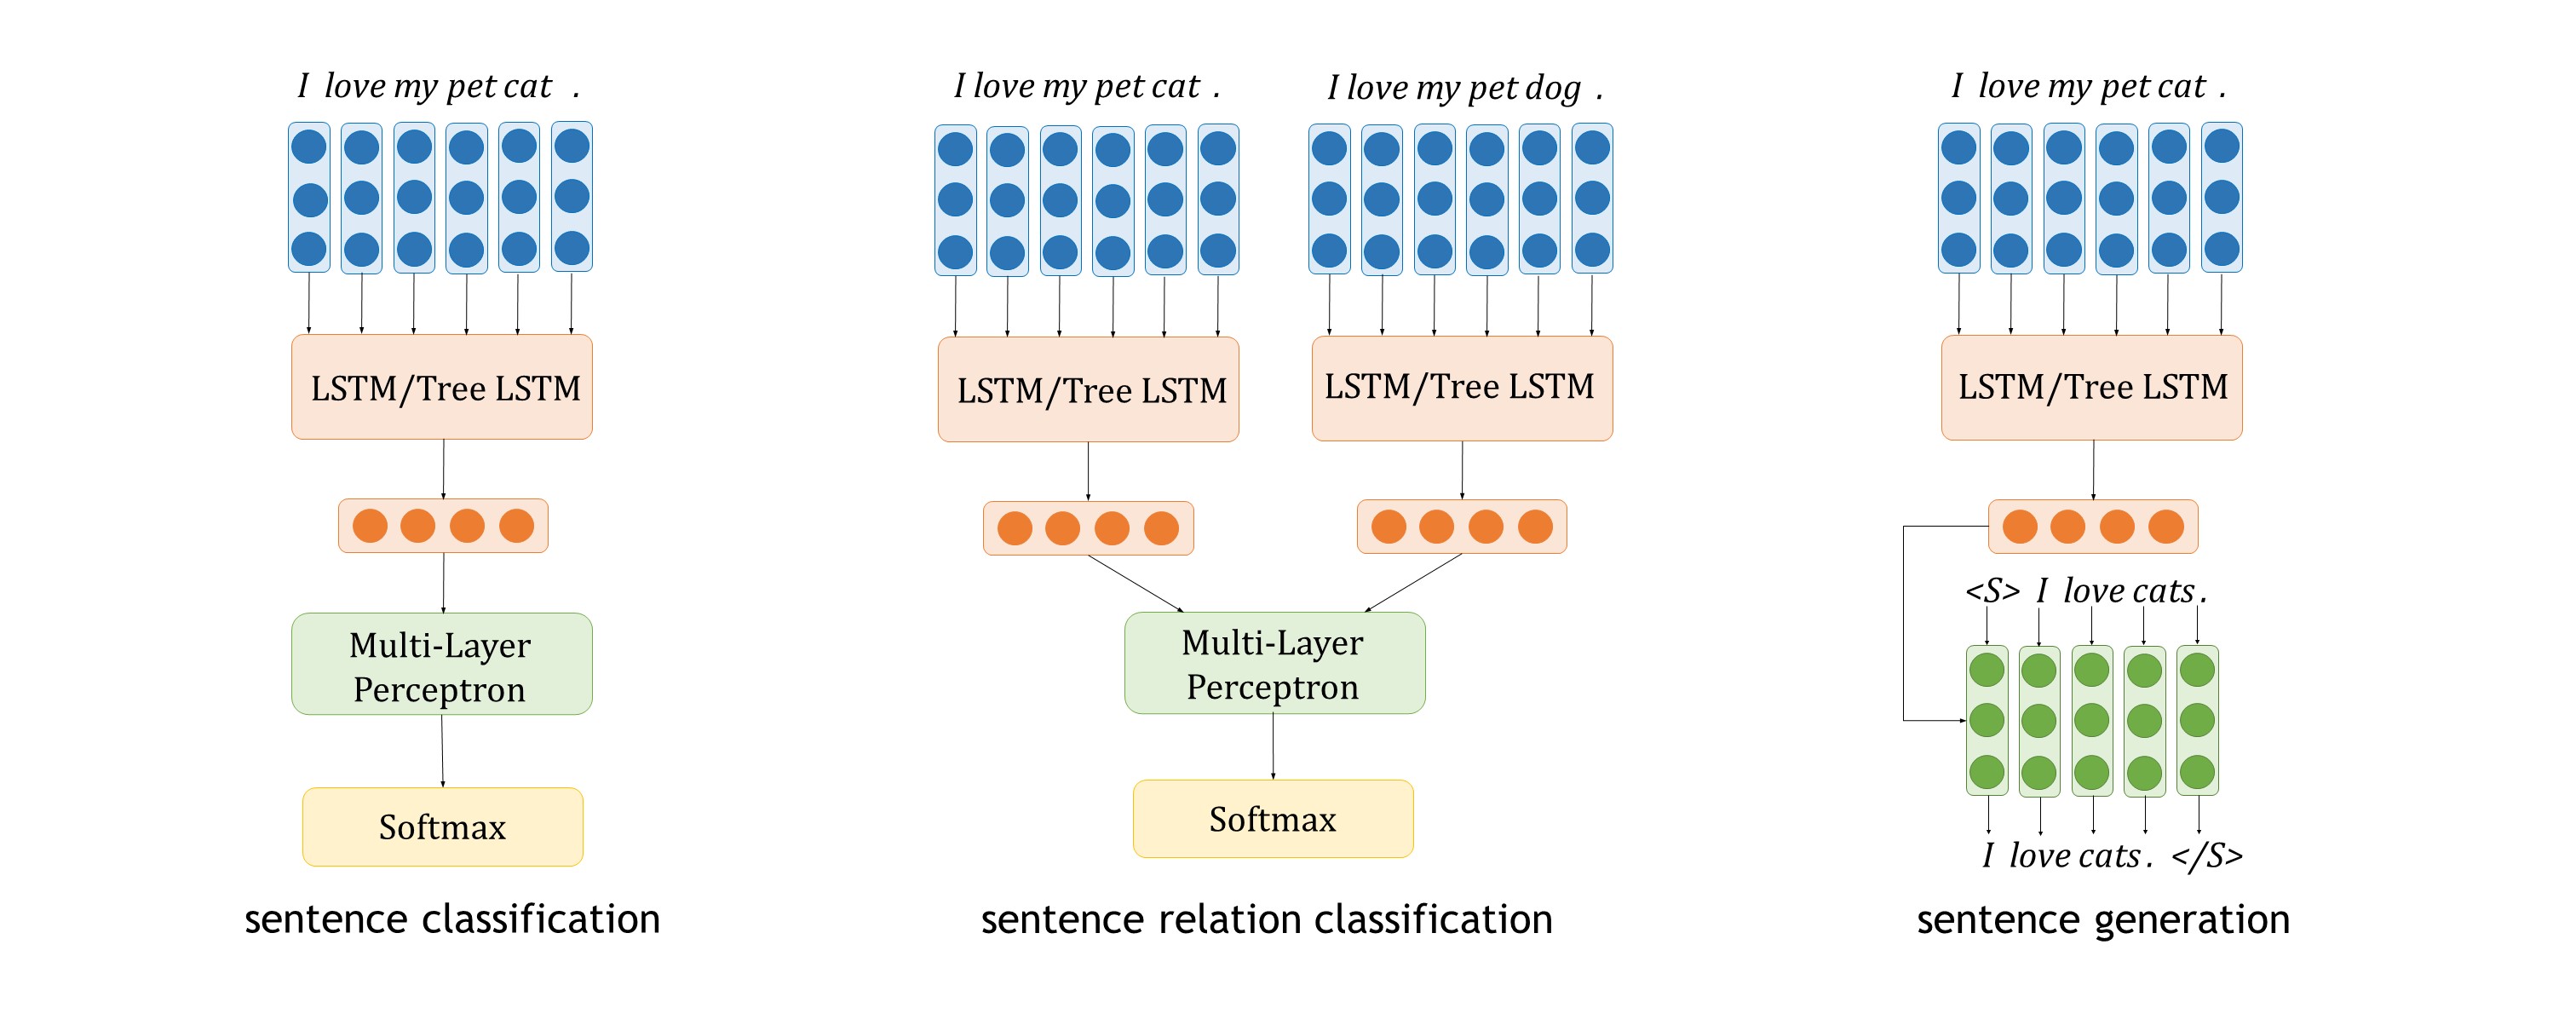 I love my pet cat .
LSTM/Tree LSTM
Multi-Layer
Perceptron
Softmax
sentence classification
I love my pet cat .
I love my pet dog .
LSTM/Tree LSTM
LSTM/Tree LSTM
Multi-Layer
Perceptron
Softmax
sentence relation classification
I love my pet cat .
LSTM/Tree LSTM
<S> I love cats .
I love cats . </S>
sentence generation